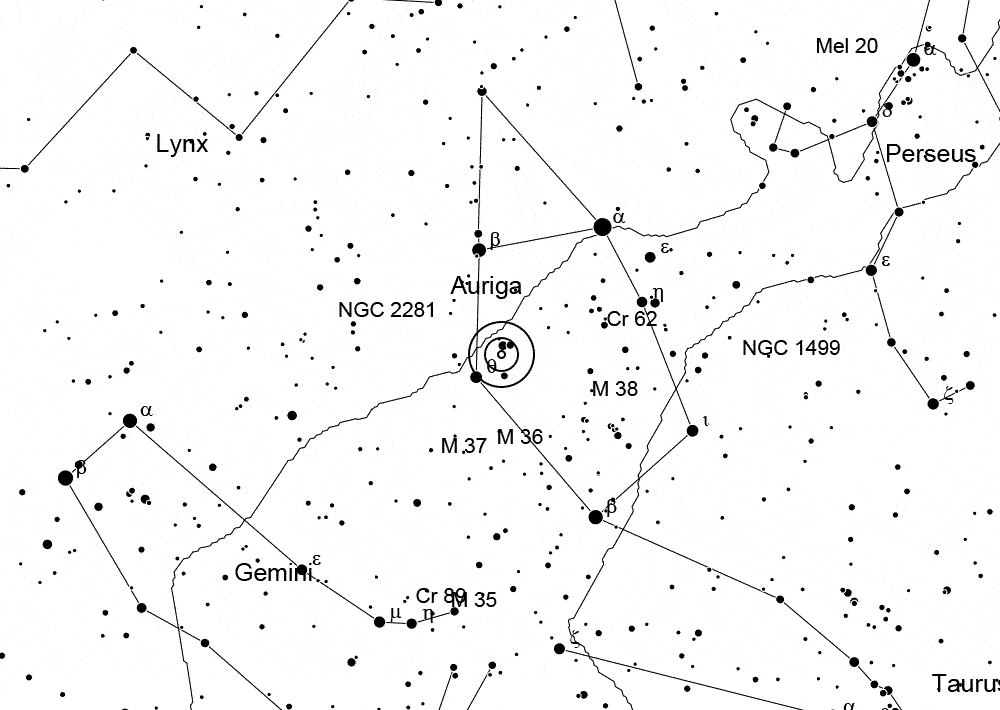 Mel 20
α
δ
Lynx
Perseus
α
β
ε
ε
Auriga
η
NGC 2281
Cr 62
NGC 1499
θ
M 38
ζ
α
ι
M 37
M 36
β
β
ε
Gemini
Cr 89
M 35
μ
η
ζ
Taurus
α